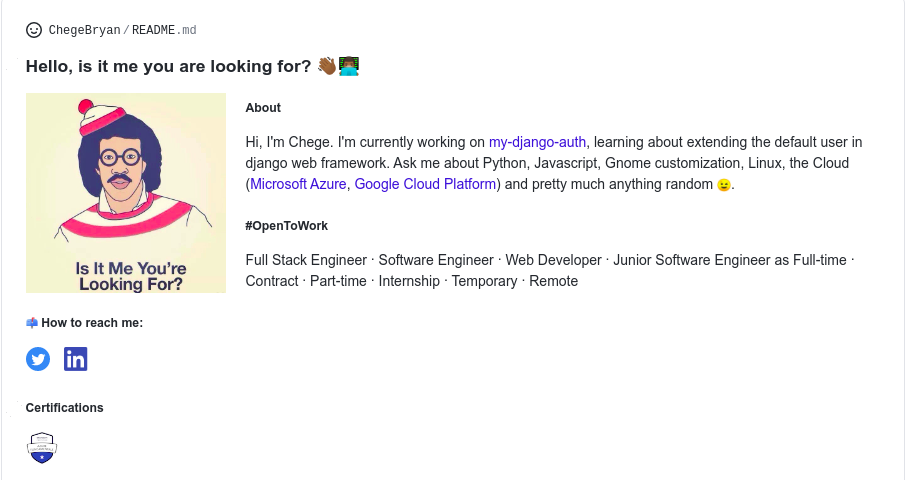 ChegeBryan/README.md
Hello, is it me you are looking for? 👋🏾👨🏾‍💻
Is It Me You're
Looking For?
About
Hi, I'm Chege. I'm currently working on my-django-auth, learning about extending the default user in
django web framework. Ask me about Python, Javascript, Gnome customization, Linux, the Cloud
(Microsoft Azure, Google Cloud Platform) and pretty much anything random 😉.
#OpenToWork
Full Stack Engineer · Software Engineer · Web Developer · Junior Software Engineer as Full-time ·
Contract · Part-time · Internship · Temporary · Remote
📫 How to reach me:
in
Certifications